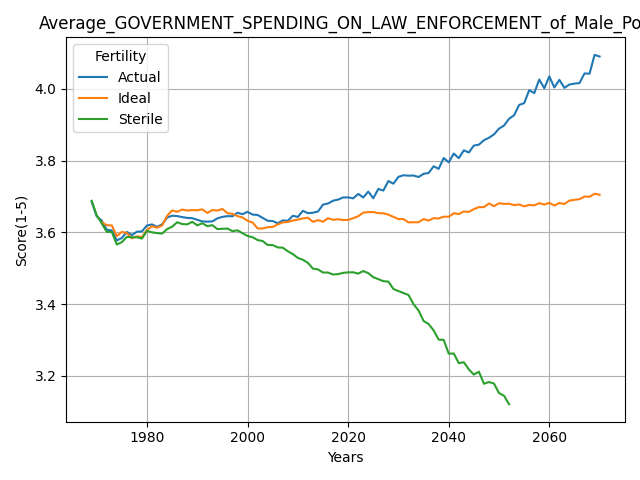 Average_GOVERNMENT_SPENDING_ON_LAW_ENFORCEMENT_of_Male_Po
Fertility
Actual
Ideal
Sterile
4.0
3.8
3.6
3.4
3.2
Score(1-5)
1980 2000 2020 2040 2060
Years